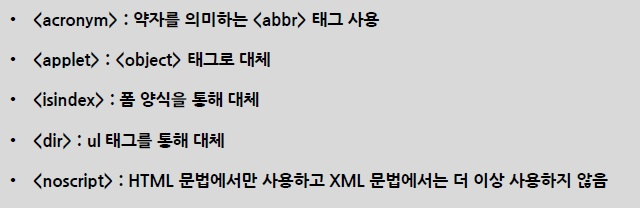 • <acronym> : 약자를 의미하는 <abbr> 태그 사용
• <applet> : <object> 태그로 대체
• <isindex> : 폼 양식을 통해 대체
• <dir> : ul 태그를 통해 대체
• <noscript> : HTML 문법에서만 사용하고 XML 문법에서는 더 이상 사용하지 않음